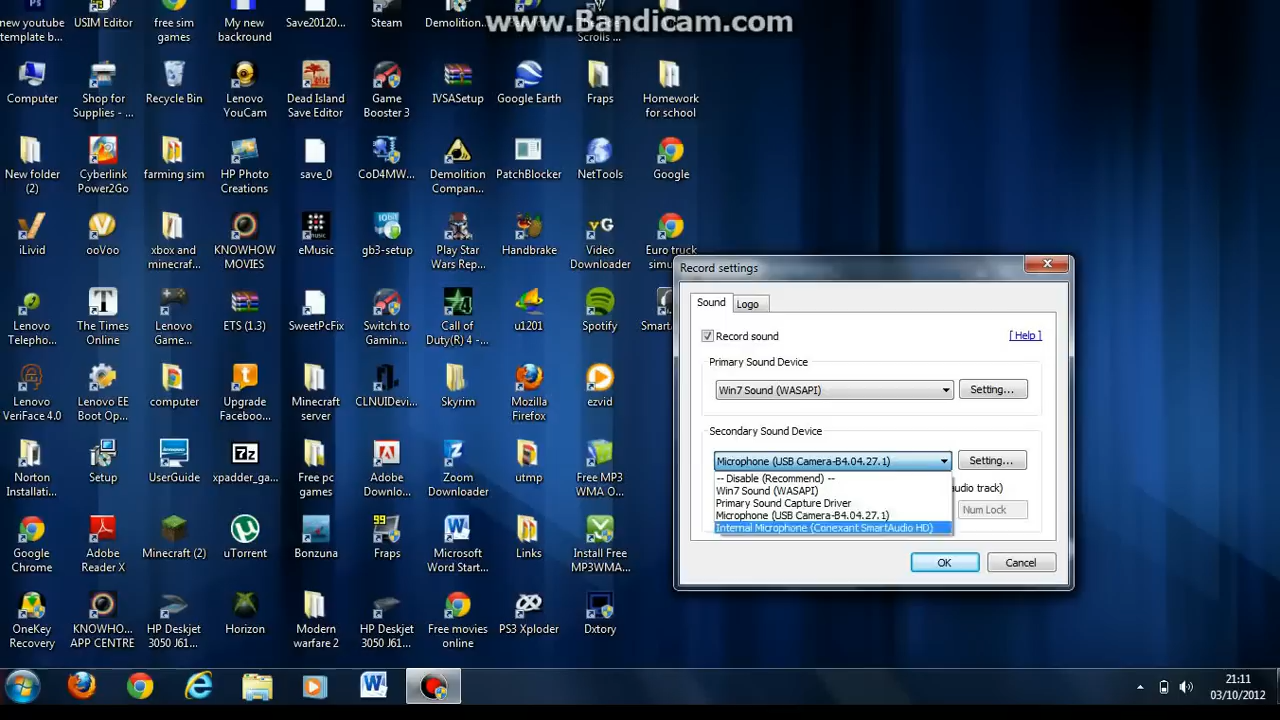 www.Bandicam.com
new
template b...
USIM Editor
free sim
games
My new
backround
Save20120...
Steam
Demolition...
Scrolls ...
Computer
Shop for
Supplies - ...
Recycle Bin
Lenovo
YouCam
Dead Island
Save Editor
Game
Booster 3
IVSASetup
Google Earth
Fraps
Homework
for school
New folder
(2)
Cyberlink
Power2Go
farming sim
HP Photo
Creations
save_0
CoD4MW...
Demolition
Compan...
PatchBlocker
NetTools
Google
iLivid
ooVoo
xbox and
minecraf...
KNOWHOW
MOVIES
eMusic
gb3-setup
Play Star
Wars Rep...
Handbrake
Video
Downloader
Euro truck
simu...
Lenovo
Telepho...
The Times
Online
Lenovo
Game...
ETS (1.3)
SweetPcFix
Switch to
Gamin...
Call of
Duty(R) 4 -...
u1201
Spotify
Smart
Lenovo
VeriFace 4.0
Lenovo EE
Boot Op...
computer
Upgrade
Faceboo...
Minecraft
server
CLNUIDevi...
Skyrim
Mozilla
Firefox
ezvid
Norton
Installatio...
Setup
UserGuide
xpadder_ga...
Free pc
games
Adobe
Downlo...
Zoom
Downloader
utmp
Free MP3
WMA O...
Google
Chrome
Adobe
Reader X
Minecraft (2)
uTorrent
Bonzuna
Fraps
Microsoft
Word Start...
Links
Install Free
MP3WMA...
OneKey
Recovery
KNOWHO...
APP CENTRE
HP Deskjet
3050 J61...
Horizon
Modern
warfare 2
HP Deskjet
3050 J61...
Free movies
online
PS3 Xploder
Dxtory
Record settings
Sound
Logo
Record sound
[ Help ]
Primary Sound Device
Win7 Sound (WASAPI)
Setting...
Secondary Sound Device
Microphone (USB Camera-B4.04.27.1)
Setting...
-- Disable (Recommend) --
Win7 Sound (WASAPI)
Primary Sound Capture Driver
Microphone (USB Camera-B4.04.27.1)
Internal Microphone (Conexant SmartAudio HD)
audio track)
Num Lock
OK
Cancel
21:11
03/10/2012